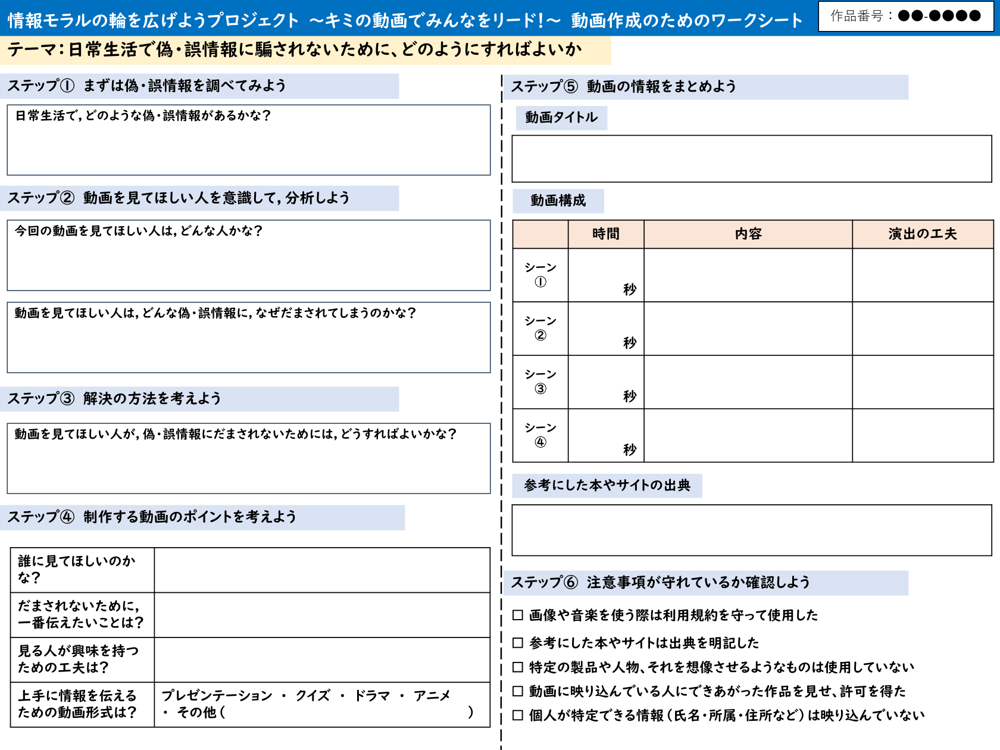 情報モラルの輪を広げようプロジェクト ～キミの動画でみんなをリード！～ 動画作成のためのワークシート
作品番号：●●-●●●●
テーマ：日常生活で偽・誤情報に騙されないために、どのようにすればよいか
ステップ① まずは偽・誤情報を調べてみよう
日常生活で，どのような偽・誤情報があるかな？
ステップ② 動画を見てほしい人を意識して，分析しよう
今回の動画を見てほしい人は，どんな人かな？
動画を見てほしい人は，どんな偽・誤情報に，なぜだまされてしまうのかな？
ステップ③ 解決の方法を考えよう
動画を見てほしい人が，偽・誤情報にだまされないためには，どうすればよいかな？
ステップ④ 制作する動画のポイントを考えよう
誰に見てほしいのか
な？
だまされないために，
一番伝えたいことは？
見る人が興味を持つ
ための工夫は？
上手に情報を伝える
ための動画形式は？
プレゼンテーション ・ クイズ ・ ドラマ ・ アニメ
・ その他（ ）
ステップ⑤ 動画の情報をまとめよう
動画タイトル
動画構成
時間 内容 演出の工夫
シーン
①
秒
シーン
②
秒
シーン
③
秒
シーン
④
秒
参考にした本やサイトの出典
ステップ⑥ 注意事項が守れているか確認しよう
□ 画像や音楽を使う際は利用規約を守って使用した
□ 参考にした本やサイトは出典を明記した
□ 特定の製品や人物、それを想像させるようなものは使用していない
□ 動画に映り込んでいる人にできあがった作品を見せ、許可を得た
□ 個人が特定できる情報（氏名・所属・住所など）は映り込んでいない